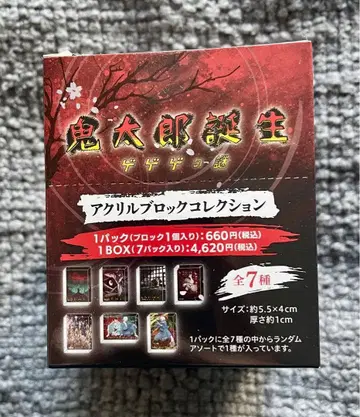 鬼太郎誕生
ゲゲゲの謎
アクリルブロックコレクション
1パック(ブロック1個入り):660円(税込)
1BOX(7パック入り):4,620円(税込)
全7種
サイズ:約5.5×4cm
厚さ約1cm
1パックに全7種の中からランダム
アソートで1種が入っています。